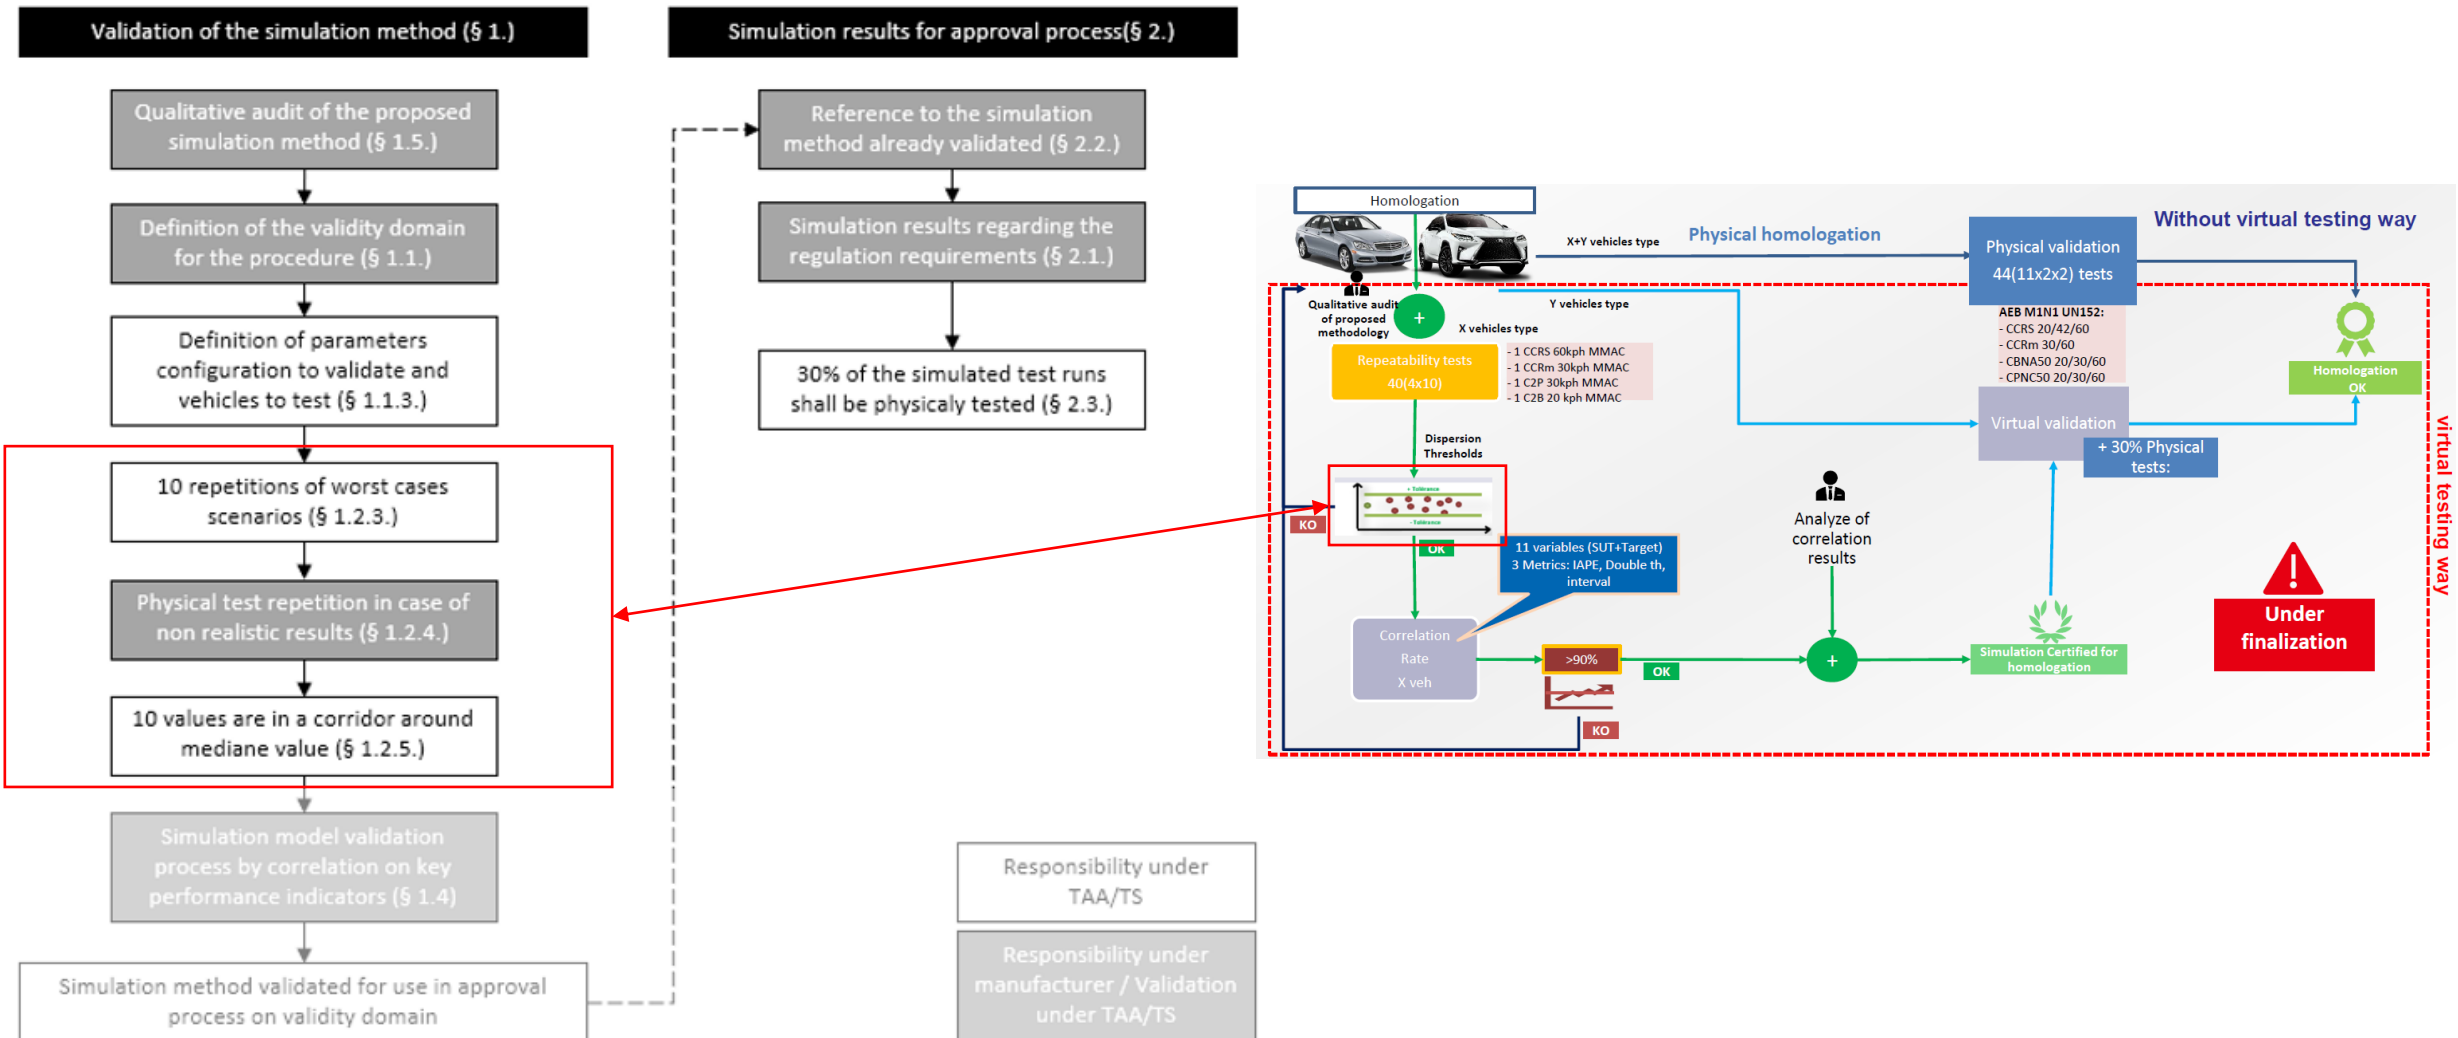 Validation of the simulation method (§ 1.)
Qualitative audit of the proposed
simulation method (§ 1.5.)
Definition of the validity domain
for the procedure (§ 1.1.)
Definition of parameters
configuration to validate and
vehicles to test (§ 1.1.3.)
10 repetitions of worst cases
scenarios (§ 1.2.3.)
Physical test repetition in case of
non realistic results (§ 1.2.4.)
10 values are in a corridor around
mediane value (§ 1.2.5.)
Simulation model validation
process by correlation on key
performance indicators (§ 1.4)
Simulation method validated for use in approval
process on validity domain
Simulation results for approval process(§ 2.)
Reference to the simulation
method already validated (§ 2.2.)
Simulation results regarding the
regulation requirements (§ 2.1.)
30% of the simulated test runs
shall be physicaly tested (§ 2.3.)
Responsibility under
TAA/TS
Responsibility under
manufacturer / Validation
under TAA/TS
Homologation
X+Y vehicles type
Physical homologation
Physical validation
44(11x2x2) tests
Without virtual testing way
Qualitative audit
of proposed
methodology
+
Y vehicles type
X vehicles type
AEB M1N1 UN152:
- CCRS 20/42/60
- CCRm 30/60
- CBNA50 20/30/60
- CPNC50 20/30/60
Homologation
OK
Repeatability tests
40(4x10)
- 1 CCRS 60kph MMAC
- 1 CCRm 30kph MMAC
- 1 C2P 30kph MMAC
- 1 C2B 20 kph MMAC
Virtual validation
+ 30% Physical
tests:
virtual testing way
Dispersion
Thresholds
+ Tolérance
- Tolérance
KO
OK
11 variables (SUT+Target)
3 Metrics: IAPE, Double th,
interval
Analyze of
correlation
results
Correlation
Rate
X veh
>90%
OK
+
Simulation Certified for
homologation
Under
finalization
KO